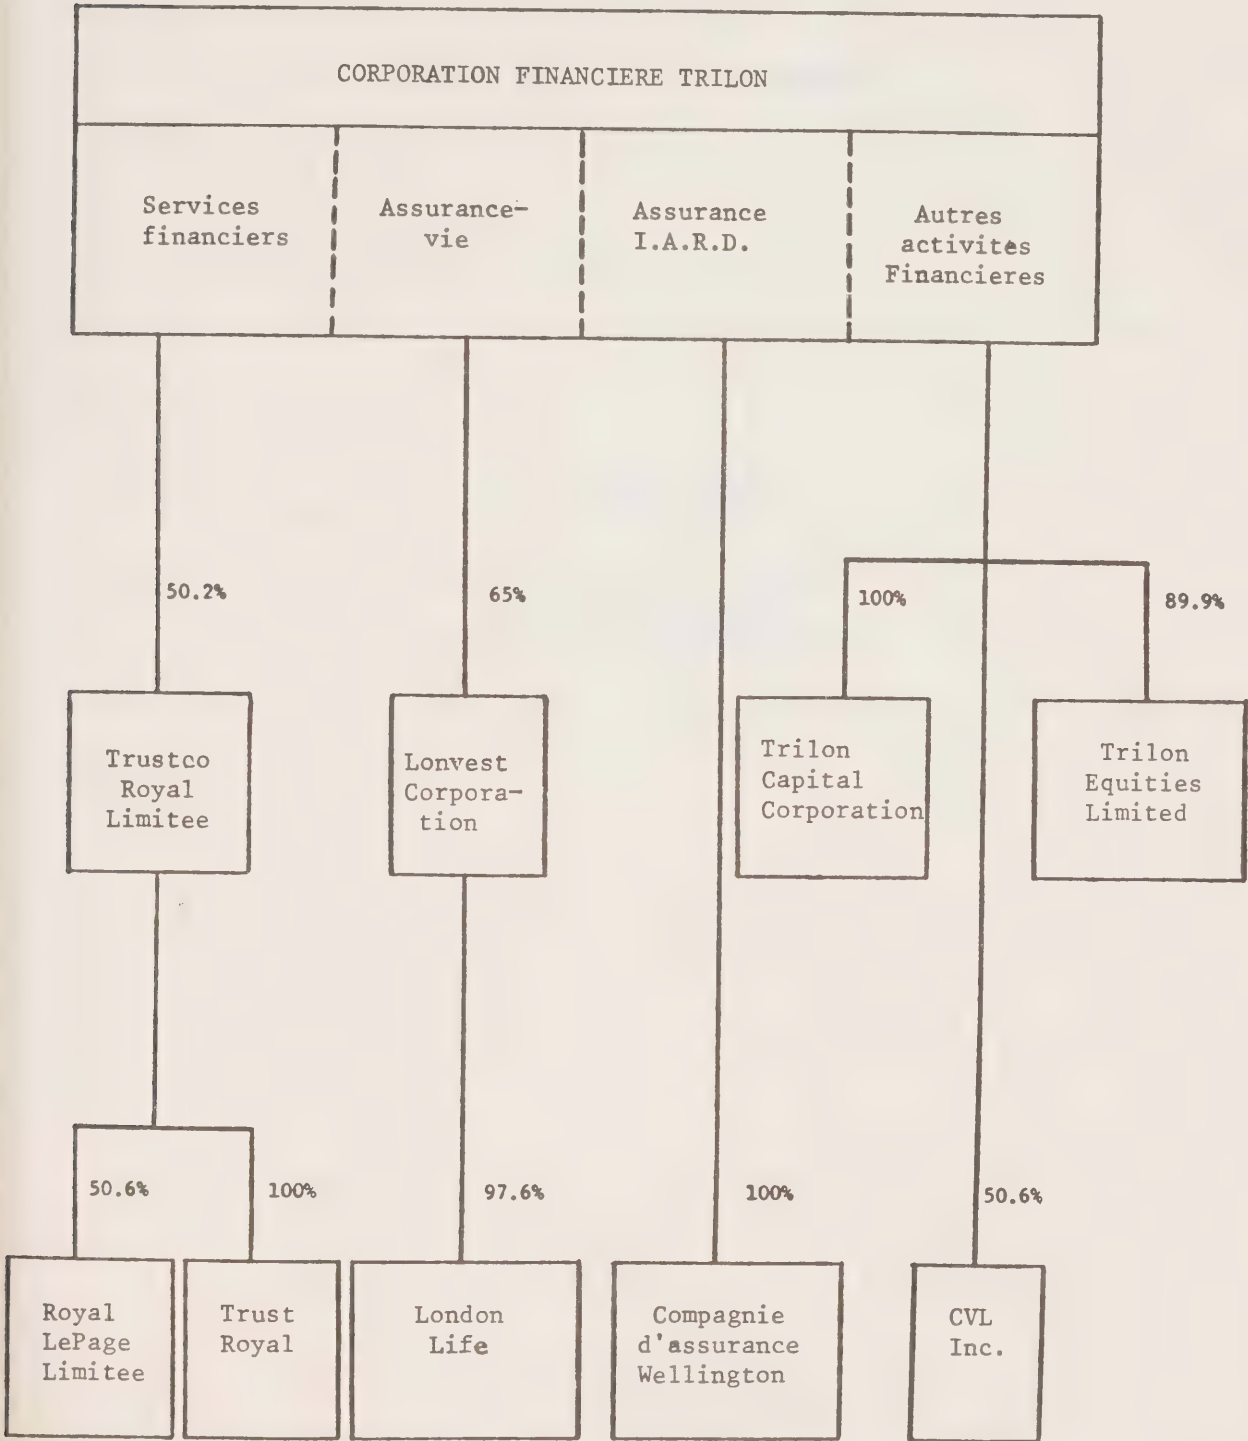 CORPORATION FINANCIERE TRILON
Services
financiers
Assurance-
vie
Assurance
I.A.R.D.
Autres
activites
Financieres
50.2%
65%
100%
89.9%
Trustco
Royal
Limitee
Lonvest
Corpora-
tion
Trilon
Capital
Corporation
Trilon
Equities
Limited
50.6%
100%
97.6%
100%
50.6%
Royal
LePage
Limitee
Trust
Royal
London
Life
Compagnie
d'assurance
Wellington
CVL
Inc.